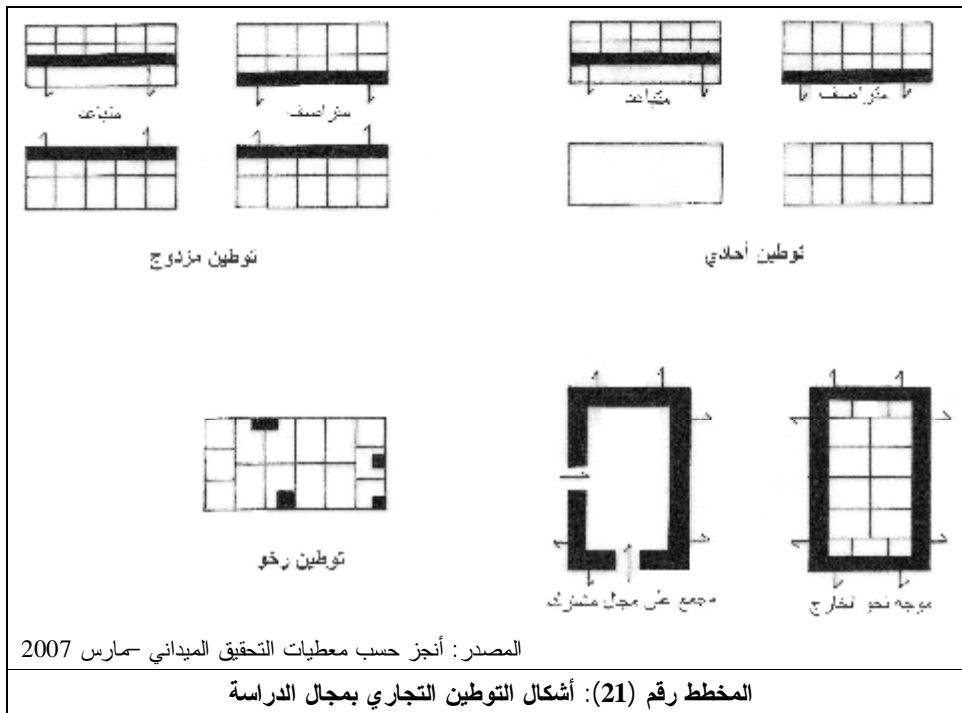 متراصف متباعد
متراصف متباعد
توطين أحادي
توطين مزدوج
توطين رخو
موجه نحو الخارج
مجمع على مجال مشترك
المصدر: أنجز حسب معطيات التحقيق الميداني –مارس 2007
المخطط رقم (21): أشكال التوطين التجاري بمجال الدراسة